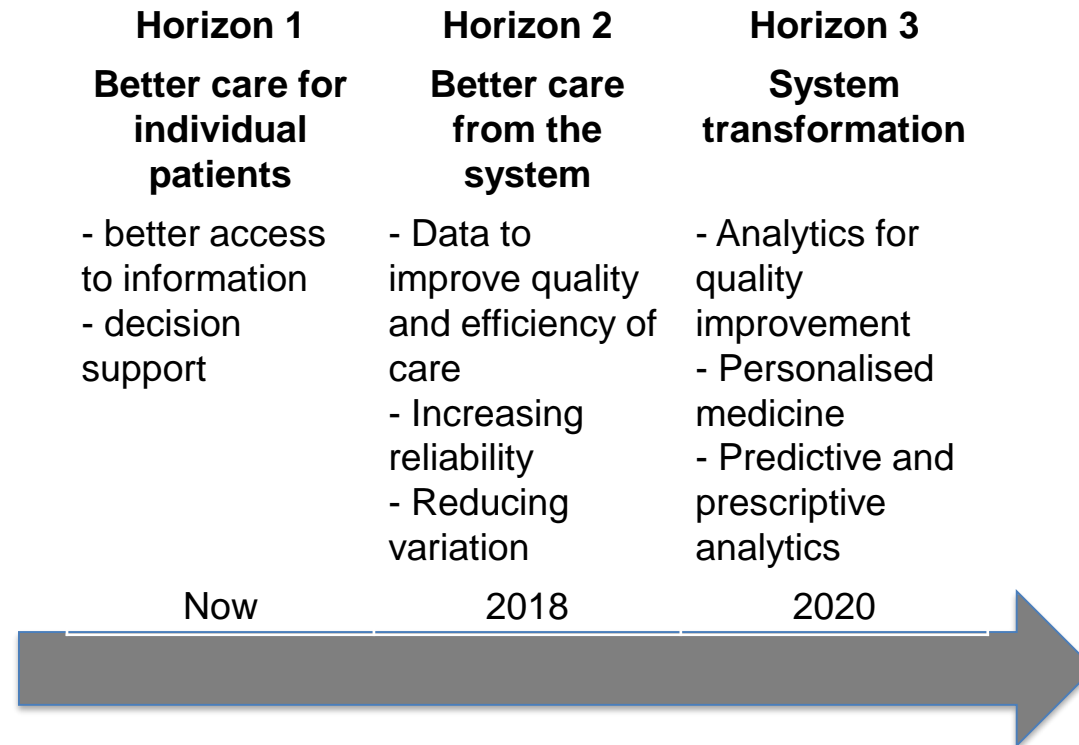 Horizon 1
Better care for
individual
patients
- better access
to information
- decision
support
Now
Horizon 2
Better care
from the
system
- Data to
improve quality
and efficiency of
care
- Increasing
reliability
- Reducing
variation
2018
Horizon 3
System
transformation
- Analytics for
quality
improvement
- Personalised
medicine
- Predictive and
prescriptive
analytics
2020